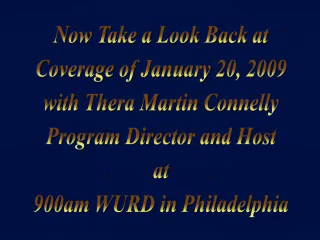 Now Take a Look Back at
Coverage of January 20, 2009
with Thera Martin Connelly
Program Director and Host
at
900am WURD in Philadelphia